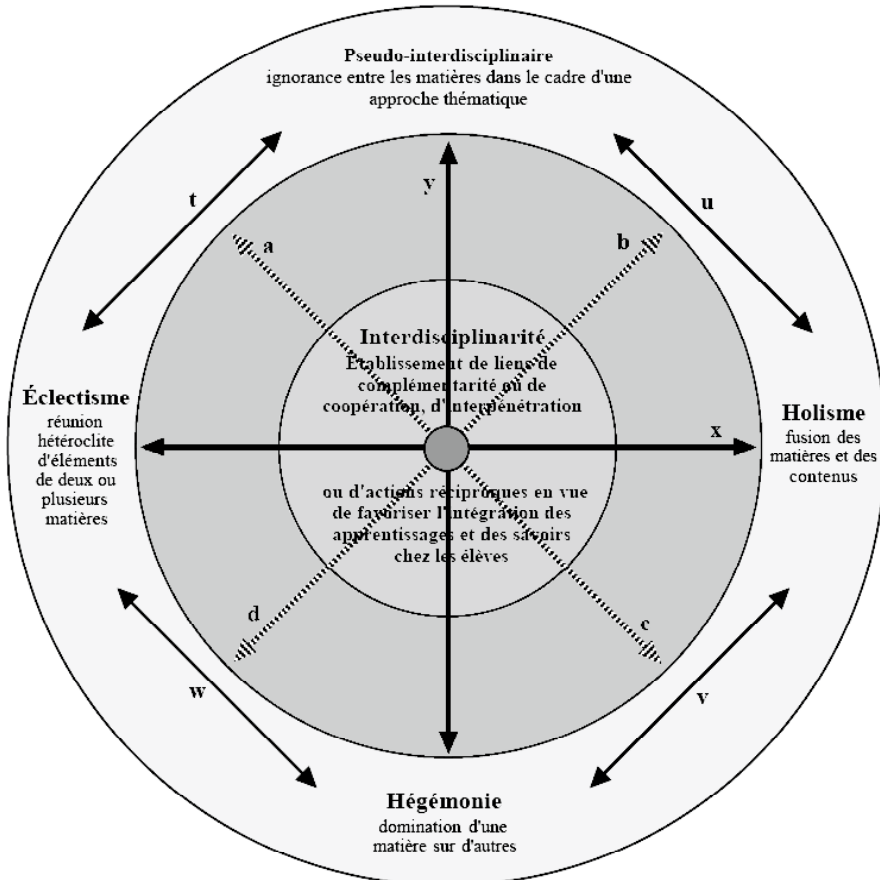 Pseudo-interdisciplinaire
ignorance entre les matières dans le cadre d'une
approche thématique
t
u
y
a
b
Interdisciplinarité
Établissement de liens de
complémentarité ou de
coopération, d'interpénétration
Éclectisme
réunion
hétéroclite
d'éléments
de deux ou
plusieurs
matières
x
Holisme
fusion des
matières et des
contenus
ou d'actions réciproques en vue
de favoriser l'intégration des
apprentissages et des savoirs
chez les élèves
d
c
w
v
Hégémonie
domination d'une
matière sur d'autres